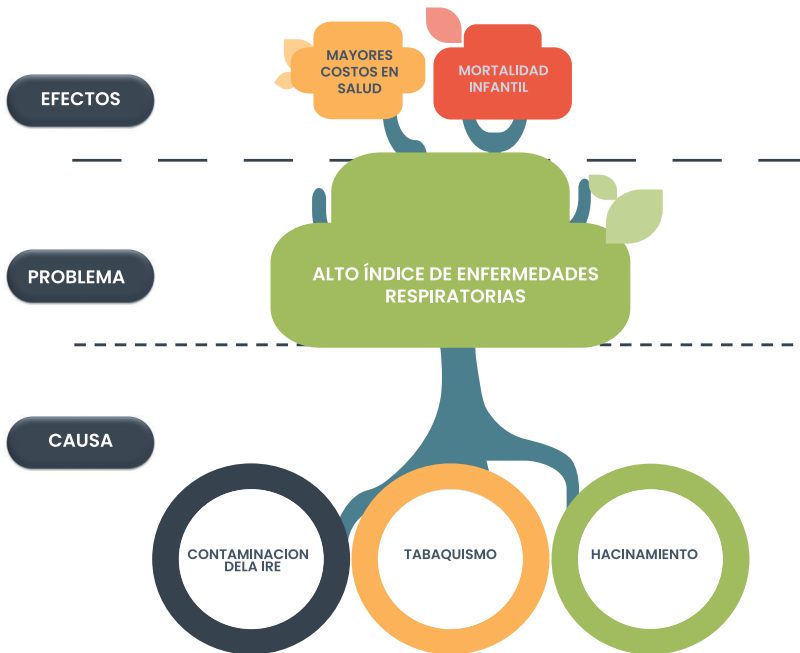 EFECTOS
MAYORES
COSTOS EN
SALUD
MORTALIDAD
INFANTIL
PROBLEMA
ALTO ÍNDICE DE ENFERMEDADES
RESPIRATORIAS
CAUSA
CONTAMINACION
DELA IRE
TABAQUISMO
HACINAMIENTO